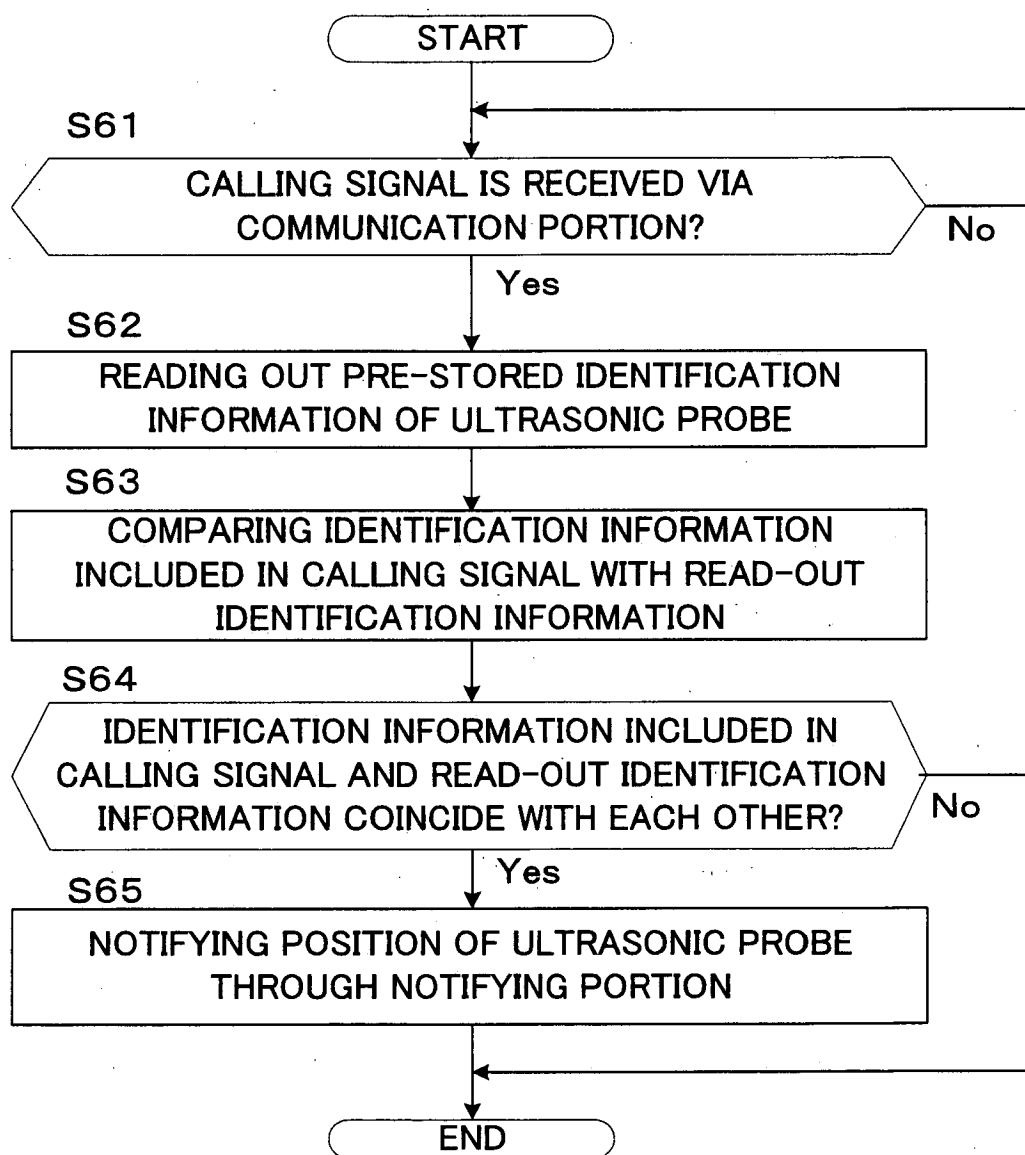 START
S61
CALLING SIGNAL IS RECEIVED VIA
COMMUNICATION PORTION?
No
Yes
S62
READING OUT PRE-STORED IDENTIFICATION
INFORMATION OF ULTRASONIC PROBE
S63
COMPARING IDENTIFICATION INFORMATION
INCLUDED IN CALLING SIGNAL WITH READ-OUT
IDENTIFICATION INFORMATION
S64
IDENTIFICATION INFORMATION INCLUDED IN
CALLING SIGNAL AND READ-OUT IDENTIFICATION
INFORMATION COINCIDE WITH EACH OTHER?
No
Yes
S65
NOTIFYING POSITION OF ULTRASONIC PROBE
THROUGH NOTIFYING PORTION
END